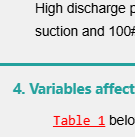 High discharge
suction and 100#
4. Variables affect
Table 1 belo